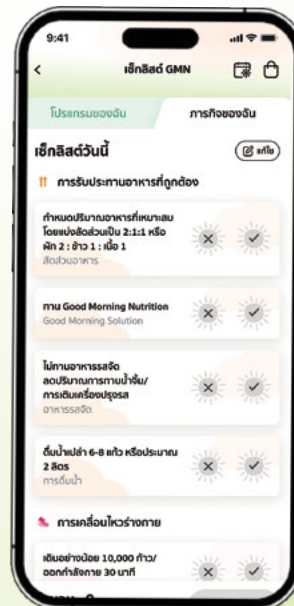 9:41
เช็กลิสต์ GMN
โปรแกรมของฉัน
ภารกิจของฉัน
เช็กลิสต์วันนี้
แก้ไข
การรับประทานอาหารที่ถูกต้อง
กำหนดปริมาณอาหารที่เหมาะสม
โดยแบ่งสัดส่วนเป็น 2:1:1 หรือ
ผัก 2 : ข้าว 1 : เนื้อ 1
สัดส่วนอาหาร
ทาน Good Morning Nutrition
Good Morning Solution
ไม่ทานอาหารรสจัด
ลดปริมาณการทานน้ำจิ้ม/
การเติมเครื่องปรุงรส
อาหารรสจัด
ดื่มน้ำเปล่า 6-8 แก้ว หรือประมาณ
2 ลิตร
การดื่มน้ำ
การเคลื่อนไหวร่างกาย
เดินอย่างน้อย 10,000 ก้าว/
ออกกำลังกาย 30 นาที